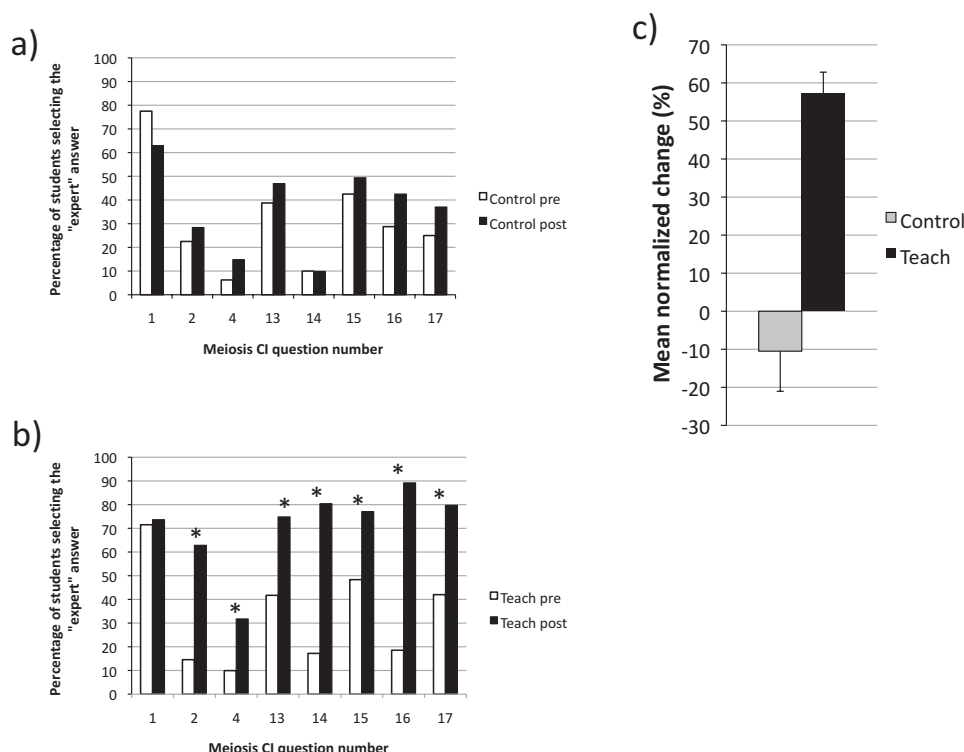 a)
Percentage of students selecting the
"expert" answer
100
90
80
70
60
50
40
30
20
10
0
1 2 4 13 14 15 16 17
Meiosis CI question number
Control pre
Control post
b)
Percentage of students selecting the
"expert" answer
100
90
80
70
60
50
40
30
20
10
0
* * * * * * *
1 2 4 13 14 15 16 17
Meiosis CI question number
Teach pre
Teach post
c)
Mean normalized change (%)
70
60
50
40
30
20
10
0
-10
-20
-30
Control
Teach